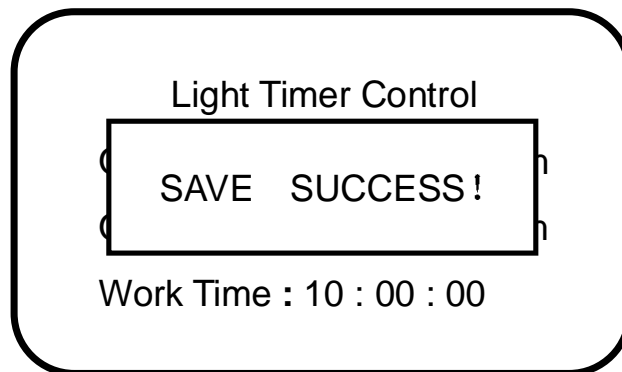 Light Timer Control
SAVE SUCCESS!
Work Time : 10 : 00 : 00